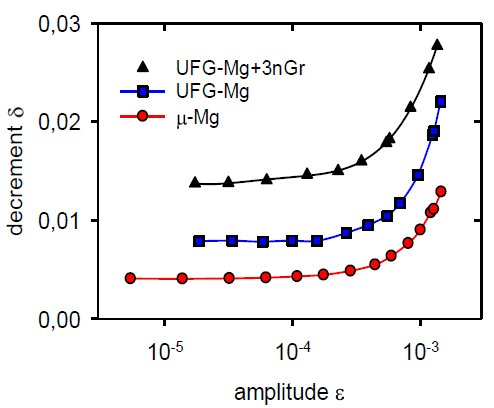 0,03
0,02
0,01
0,00
decrement δ
UFG-Mg+3nGr
UFG-Mg
μ-Mg
10⁻⁵ 10⁻⁴ 10⁻³
amplitude ε